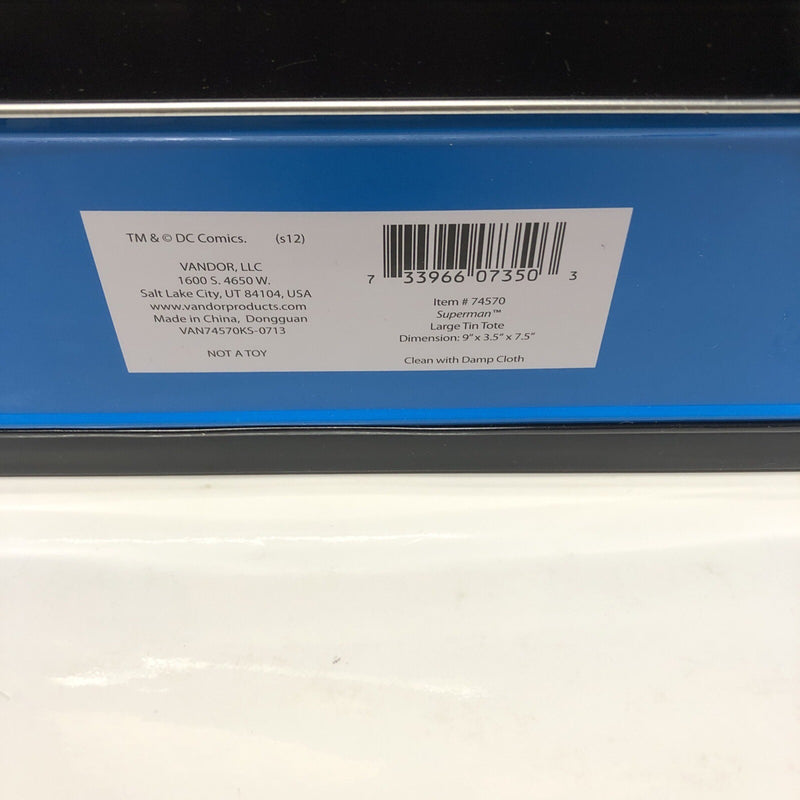 TM & © DC Comics. (s12)
VANDOR, LLC
1600 S. 4650 W.
Salt Lake City, UT 84104, USA
www.vandorproducts.com
Made in China, Dongguan
VAN74570KS-0713
NOT A TOY
7 33966 07350 3
Item # 74570
Superman™
Large Tin Tote
Dimension: 9" x 3.5" x 7.5"
Clean with Damp Cloth